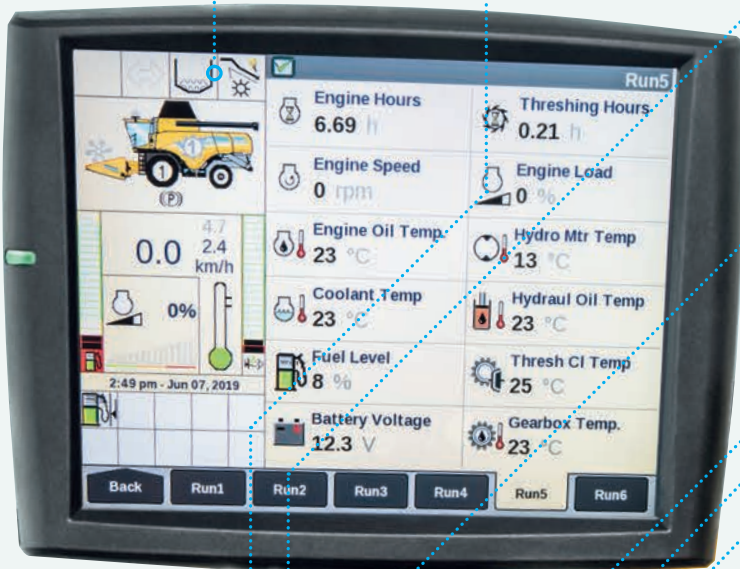 Run5
Engine Hours
6.69 h
Threshing Hours
0.21 h
Engine Speed
0 rpm
Engine Load
0 %
Engine Oil Temp.
23 °C
Hydro Mtr Temp
13 °C
Coolant Temp
23 °C
Hydraul Oil Temp
23 °C
Fuel Level
8 %
Thresh Cl Temp
25 °C
Battery Voltage
12.3 V
Gearbox Temp.
23 °C
1
1
(P)
4.7
0.0 2.4
km/h
0%
2:49 pm - Jun 07, 2019
Back Run1 Run2 Run3 Run4 Run5 Run6